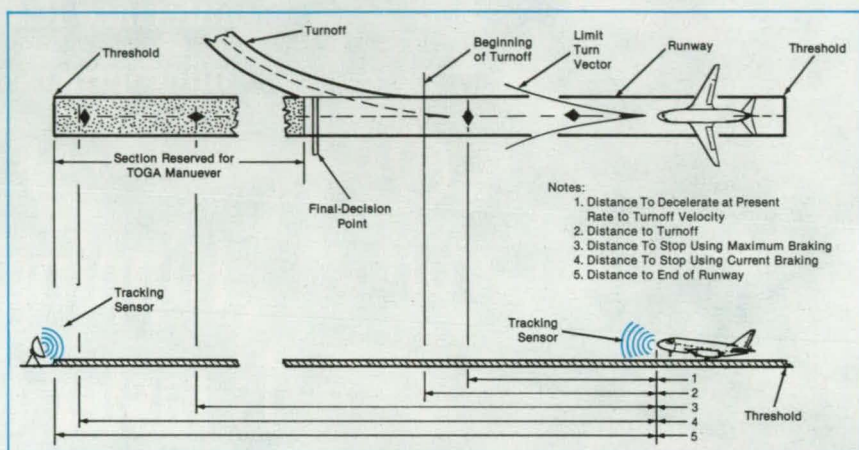 Threshold
Turnoff
Beginning
of Turnoff
Limit
Turn
Vector
Runway
Threshold
Section Reserved for
TOGA Manuever
Final-Decision
Point
Notes:
1. Distance To Decelerate at Present
Rate to Turnoff Velocity
2. Distance to Turnoff
3. Distance To Stop Using Maximum Braking
4. Distance To Stop Using Current Braking
5. Distance to End of Runway
Tracking
Sensor
Tracking
Sensor
Threshold
1
2
3
4
5